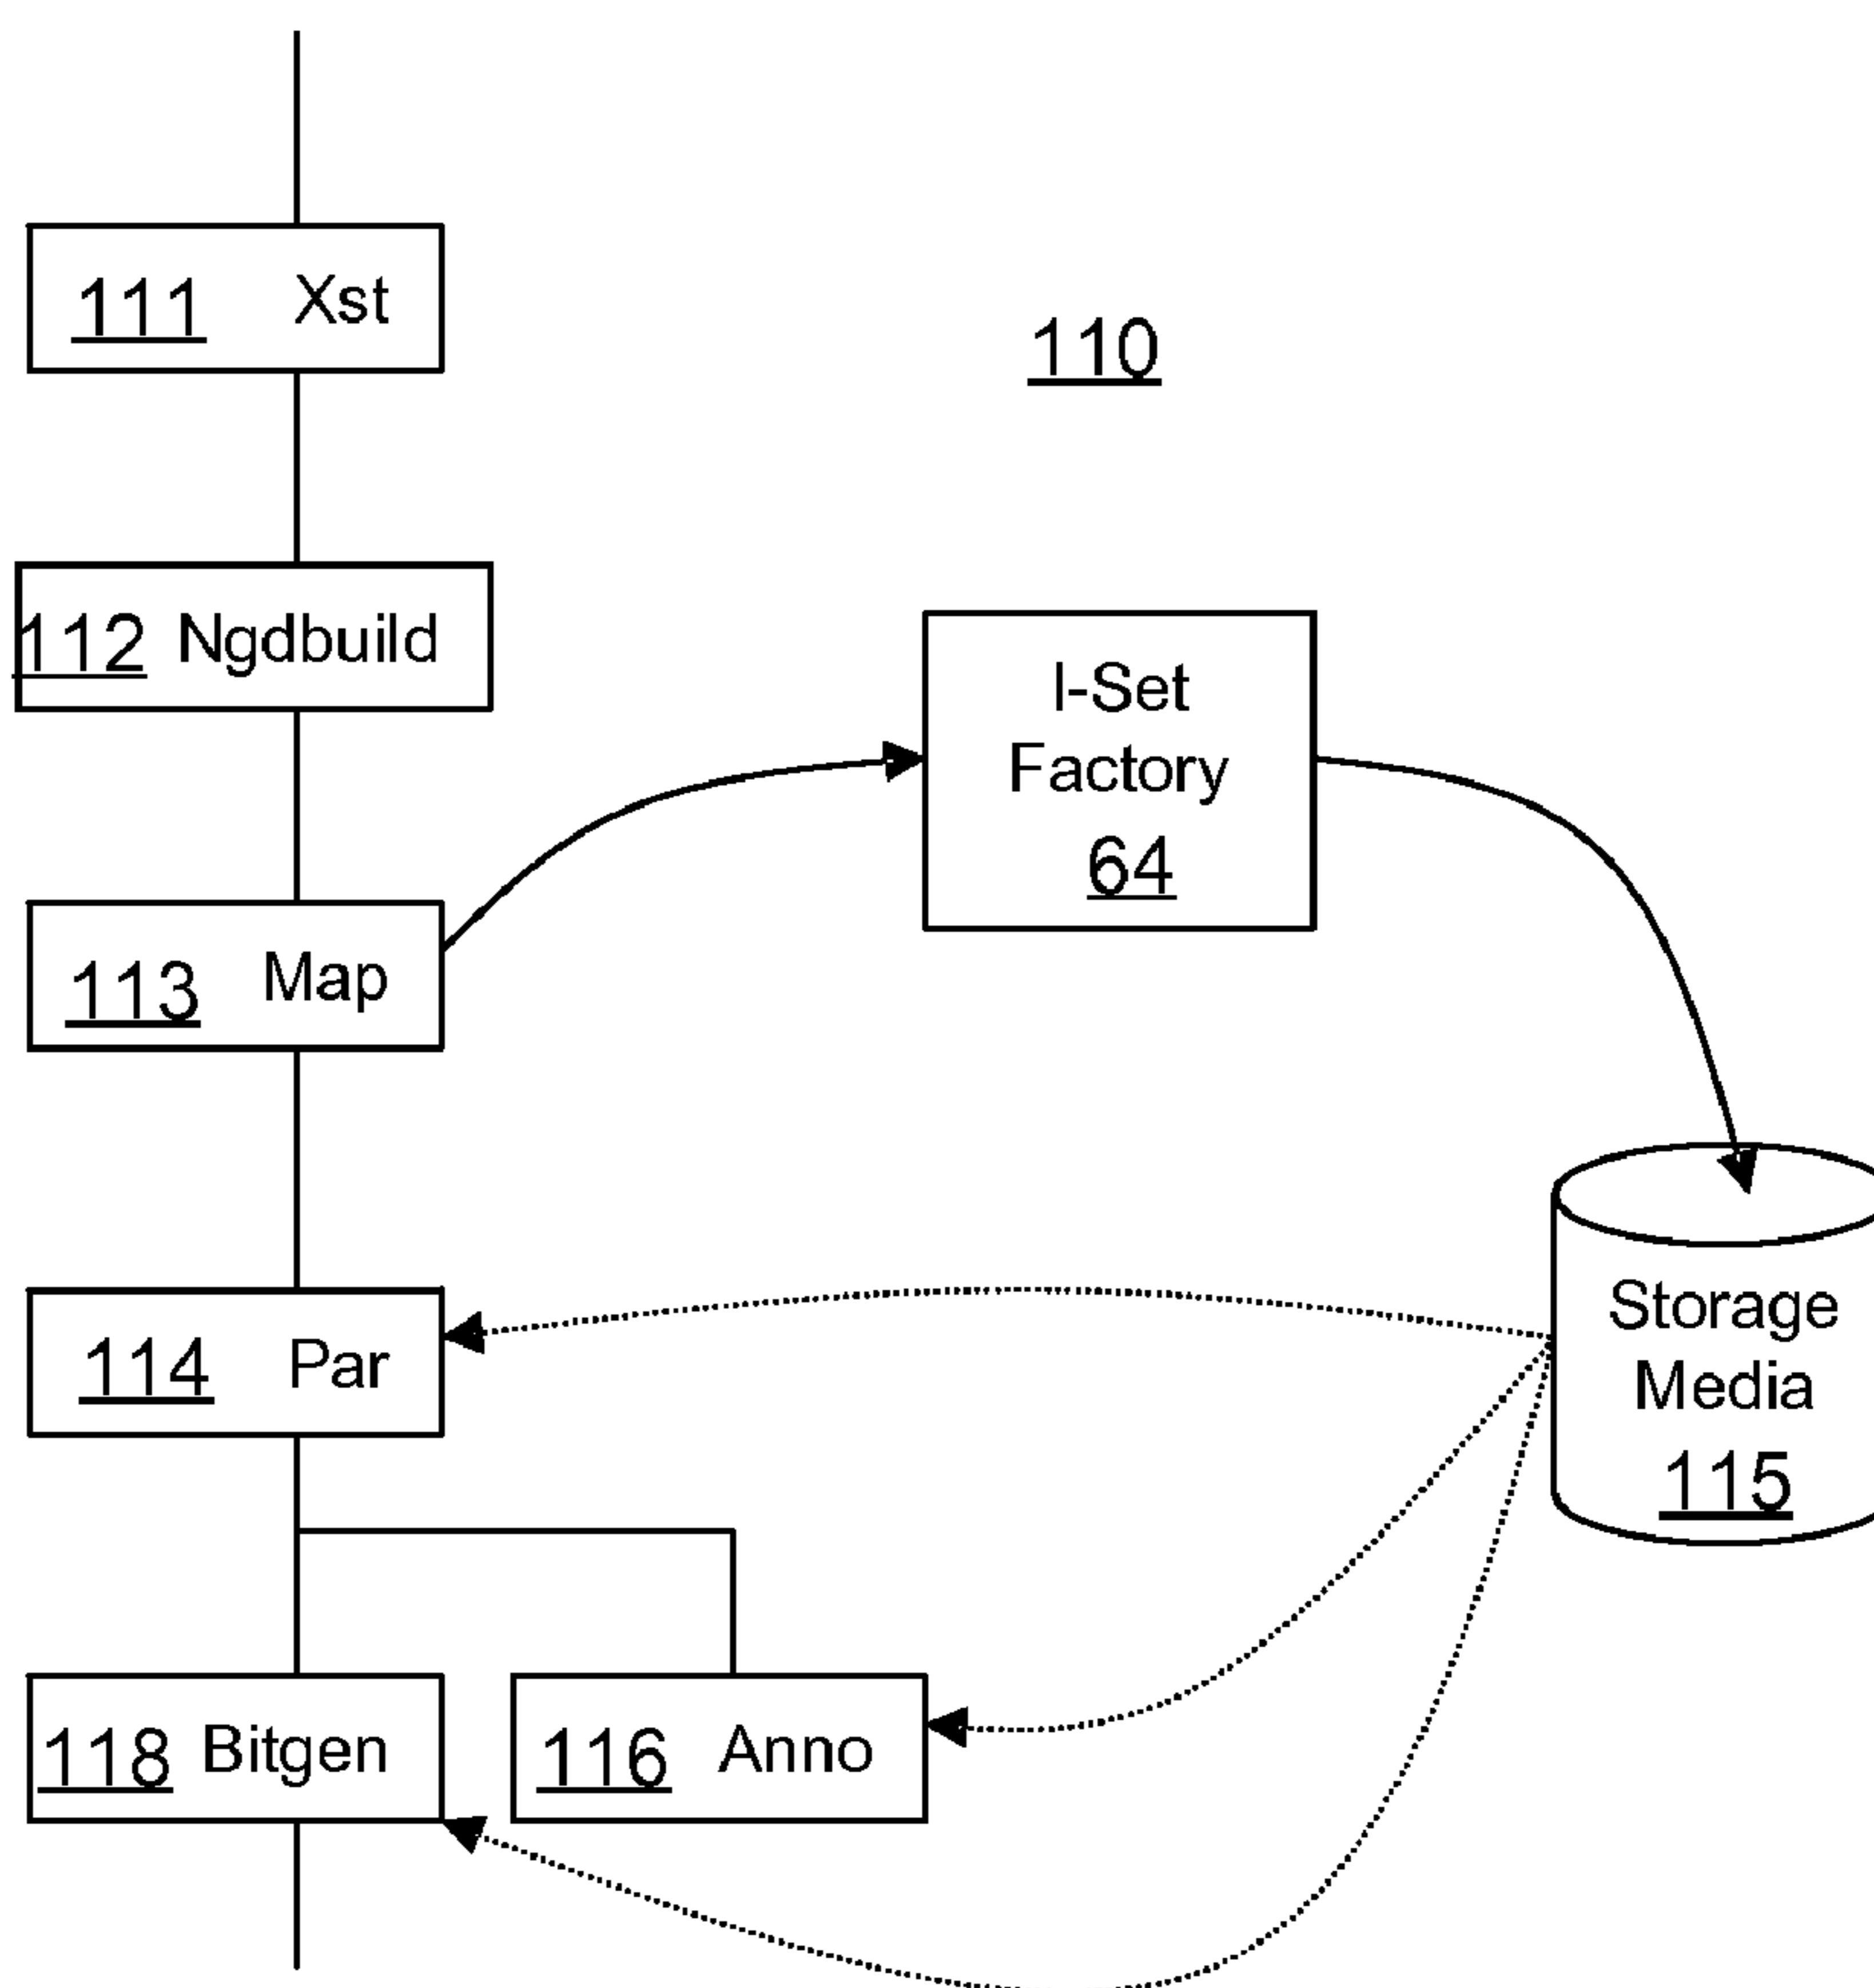 111 Xst
110
112 Ngdbuild
I-Set
Factory
64
113 Map
Storage
Media
115
114 Par
118 Bitgen
116 Anno